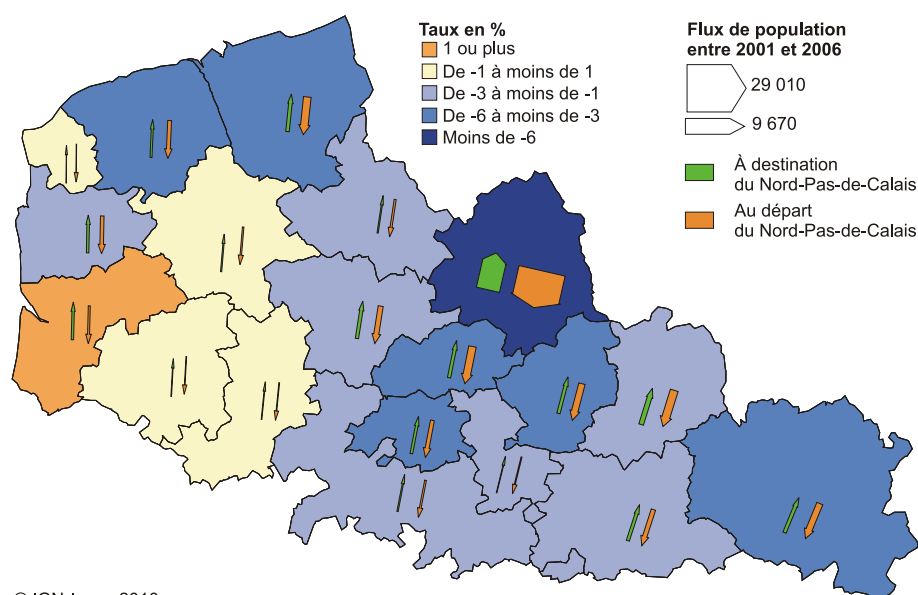 Taux en %
1 ou plus
De -1 à moins de 1
De -3 à moins de -1
De -6 à moins de -3
Moins de -6
Flux de population
entre 2001 et 2006
29 010
9 670
À destination
du Nord-Pas-de-Calais
Au départ
du Nord-Pas-de-Calais